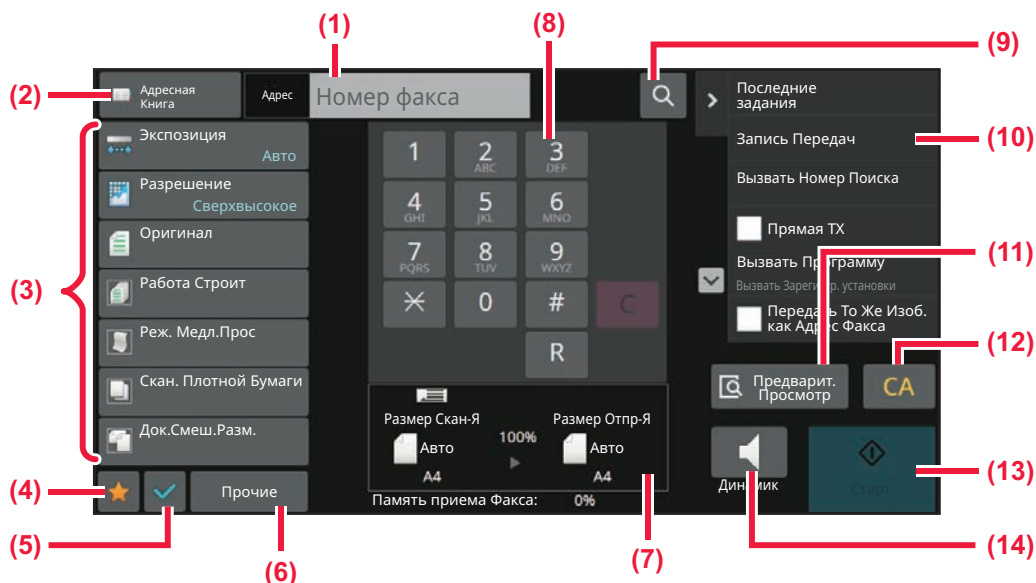 (1)
(8)
(9)
(2)
Адресная
Книга
Адрес
Номер факса
Последние
задания
(10)
Запись Передач
Вызвать Номер Поиска
Прямая TX
(11)
Вызвать Программу
Вызвать Зарегистр. установки
Передать То Же Изоб.
как Адрес Факса
(12)
(3)
Экспозиция
Авто
Разрешение
Сверхвысокое
Оригинал
Работа Строит
Реж. Медл.Прос
Скан. Плотной Бумаги
Док.Смеш.Разм.
1 2 3
ABC DEF
4 5 6
GHI JKL MNO
7 8 9
PQRS TUV WXYZ
0 # C
R
Предварит.
Просмотр
CA
Размер Скан-Я Размер Отпр-Я
Авто 100% Авто
A4 A4
Память приема Факса: 0%
Динамик
Старт
(13)
(4)
Прочие
(5)
(6)
(7)
(14)